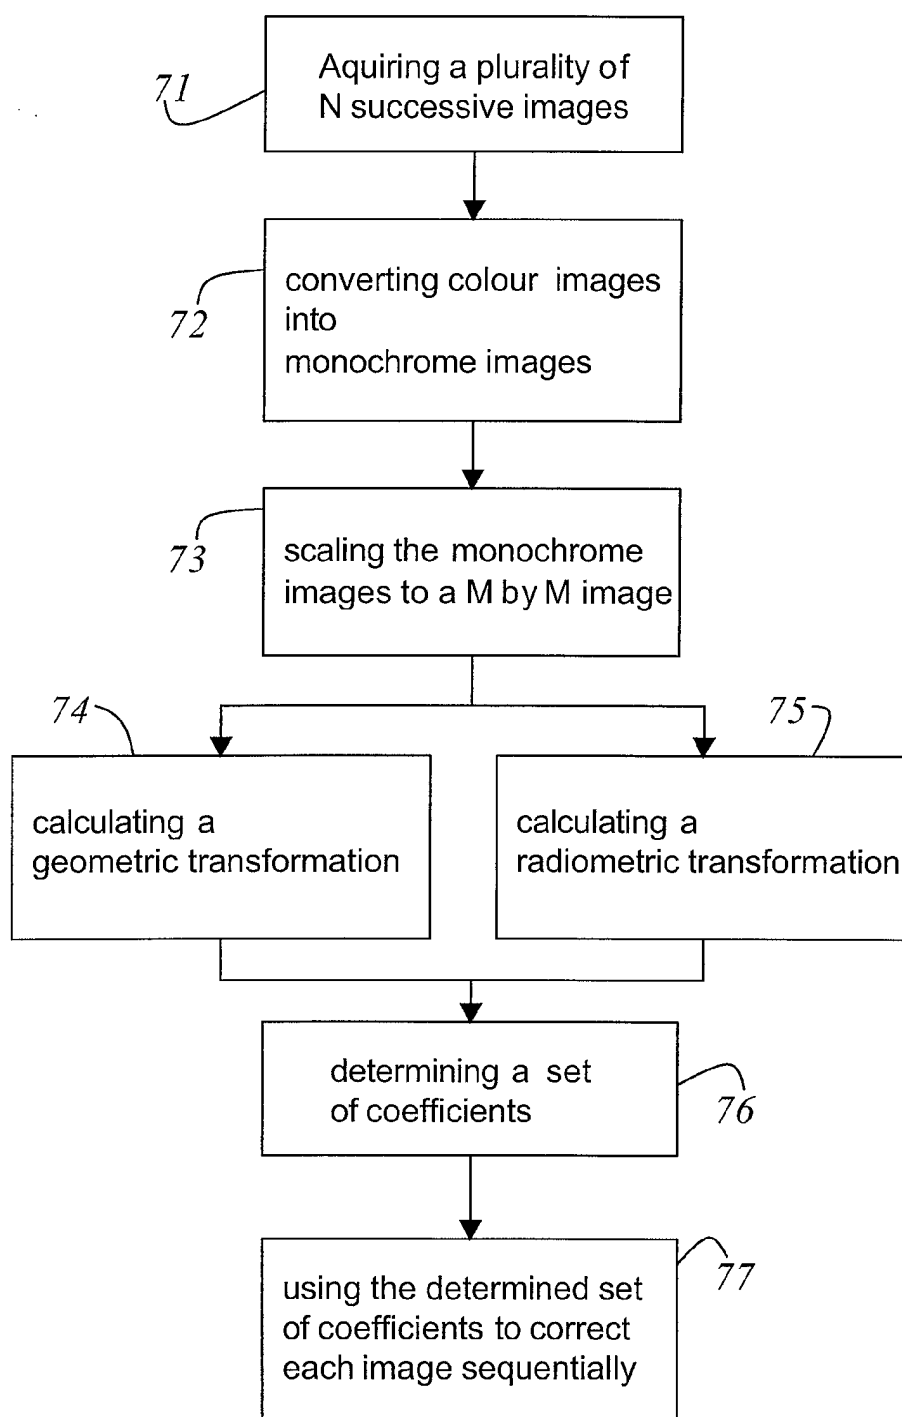 71
Aquiring a plurality of
N successive images
72
converting colour images
into
monochrome images
73
scaling the monochrome
images to a M by M image
74
75
calculating a
geometric transformation
calculating a
radiometric transformation
determining a set
of coefficients
76
using the determined set
of coefficients to correct
each image sequentially
77